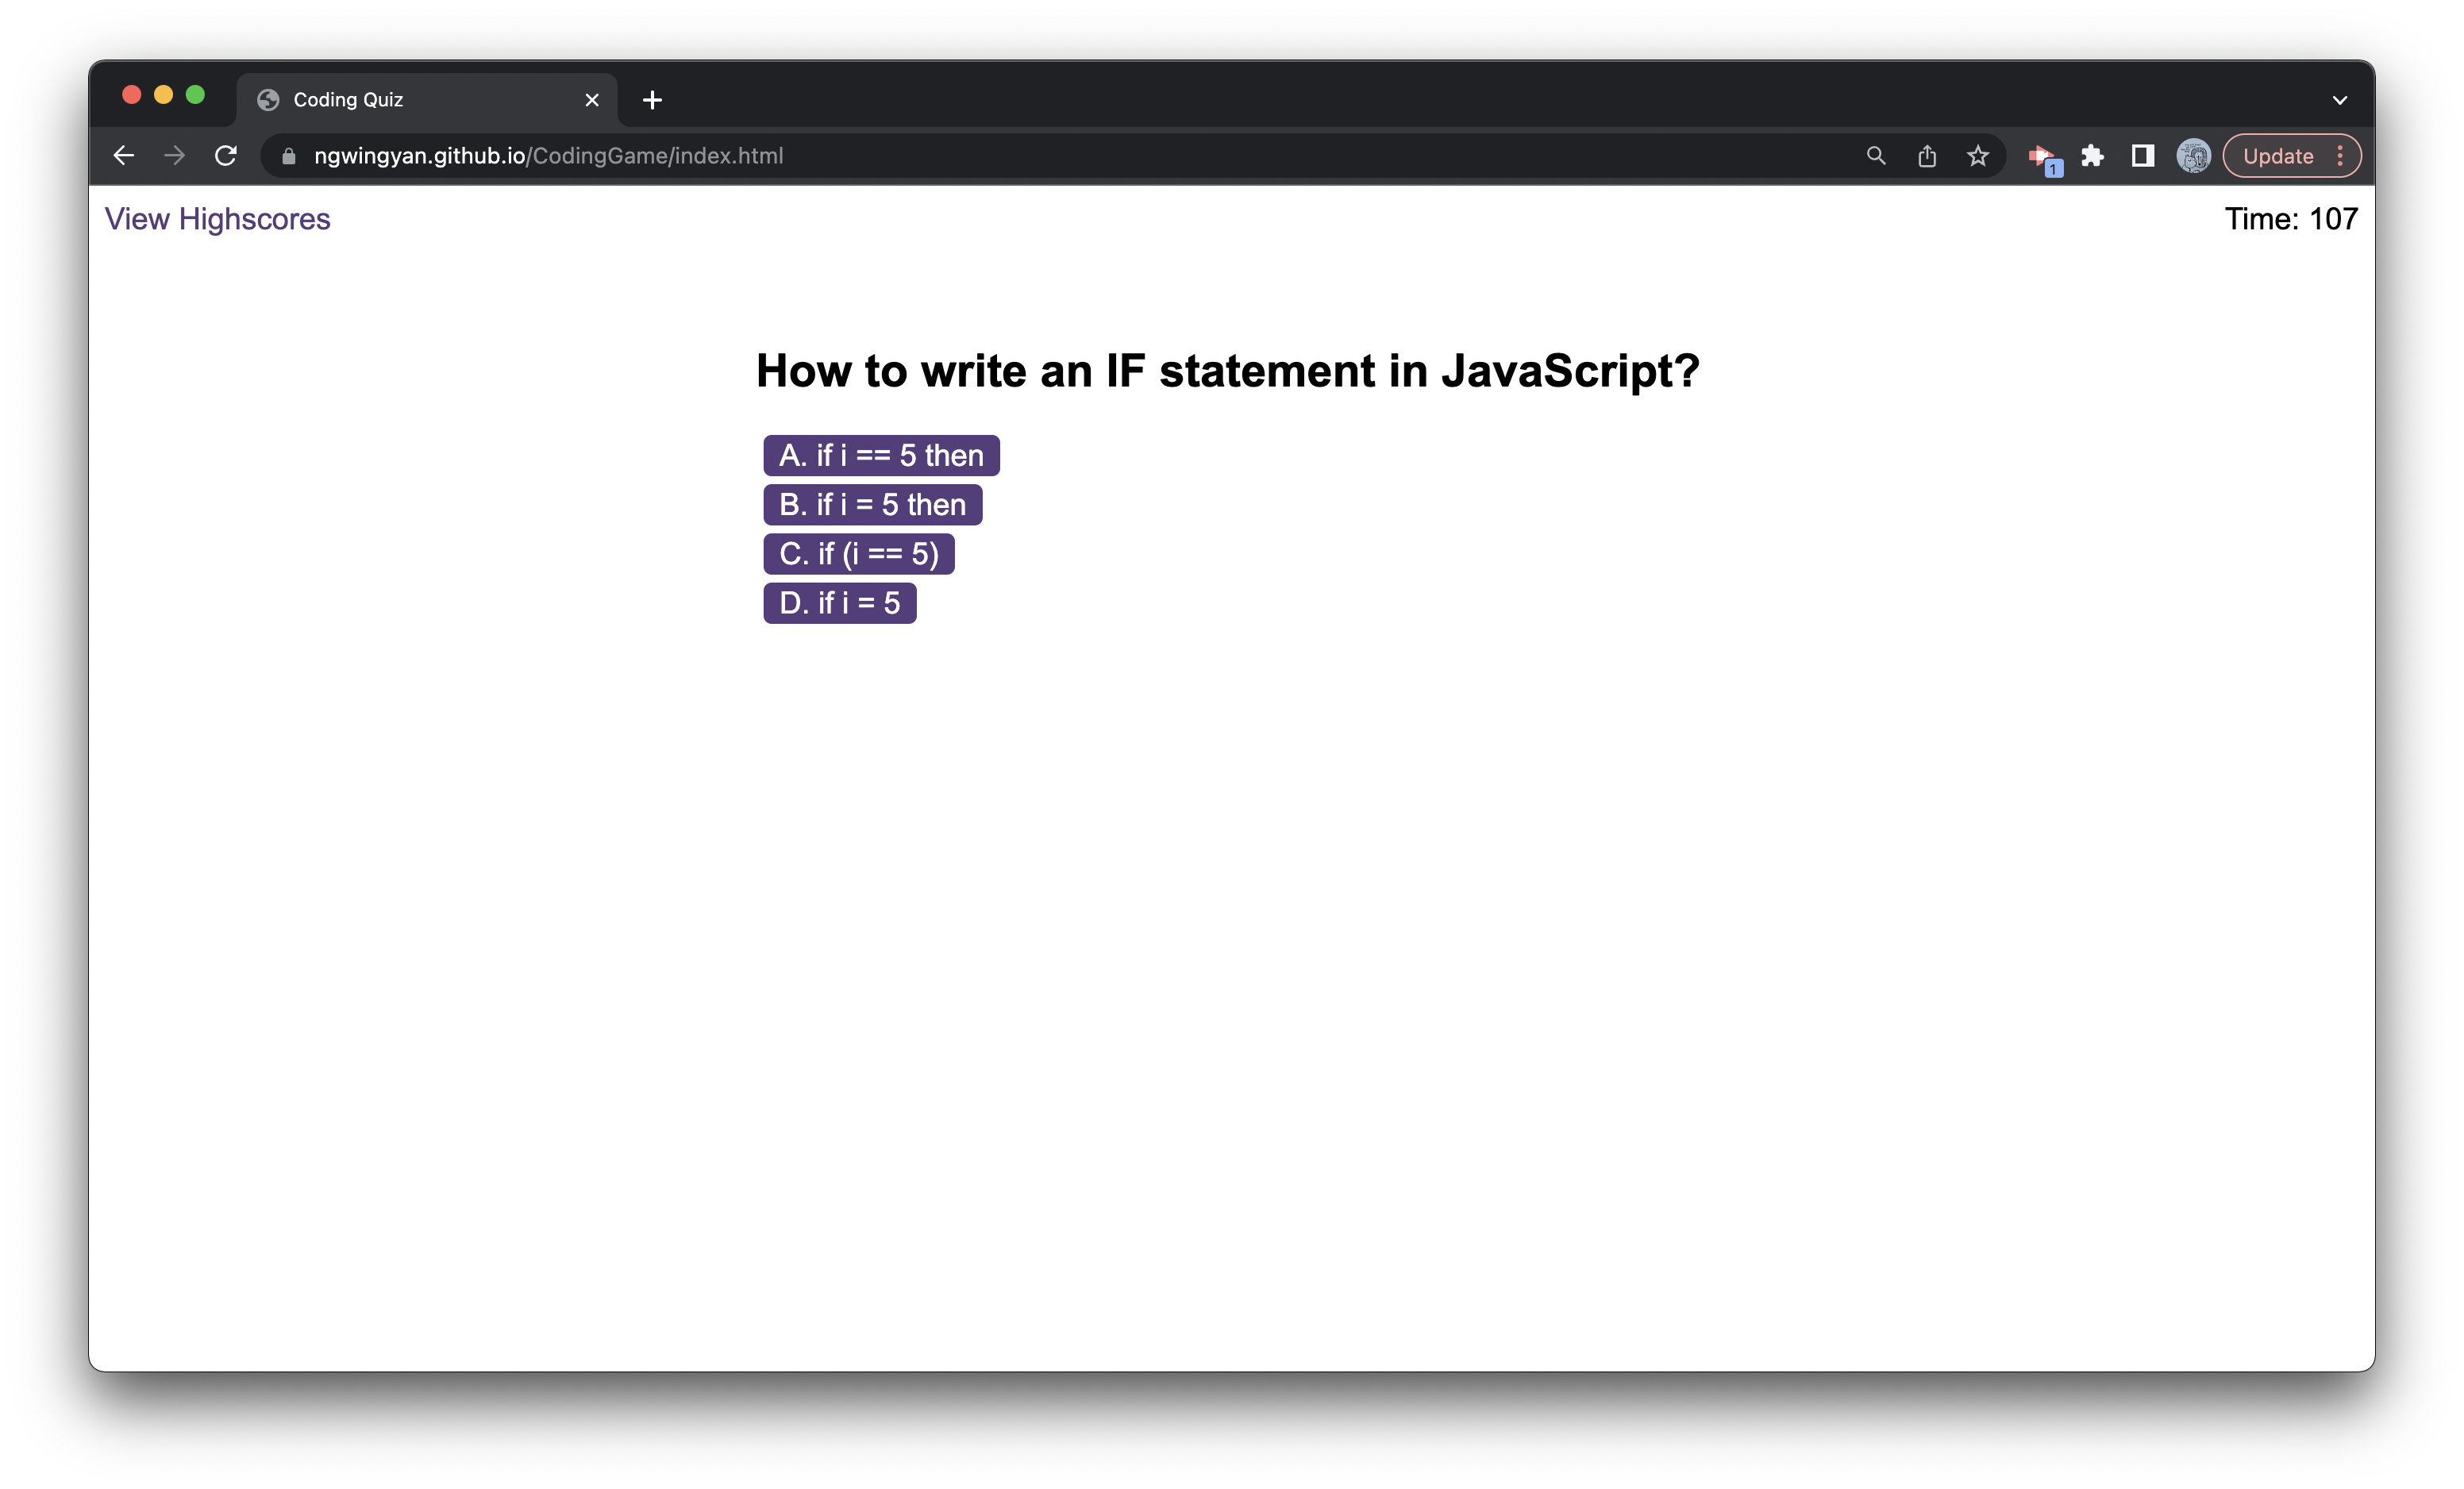 Coding Quiz
ngwingyan.github.io/CodingGame/index.html
1
Update
View Highscores
Time: 107
How to write an IF statement in JavaScript?
A. if i == 5 then
B. if i = 5 then
C. if (i == 5)
D. if i = 5